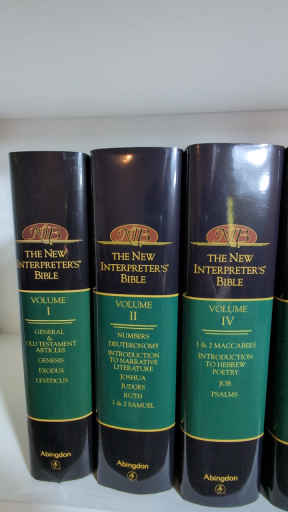 NIB
THE NEW
INTERPRETER'S
BIBLE
VOLUME
I
GENERAL
&
OLD TESTAMENT
ARTICLES
GENESIS
EXODUS
LEVITICUS
Abingdon
NIB
THE NEW
INTERPRETER'S
BIBLE
VOLUME
II
NUMBERS
DEUTERONOMY
INTRODUCTION
TO NARRATIVE
LITERATURE
JOSHUA
JUDGES
RUTH
1 & 2 SAMUEL
Abingdon
NIB
THE NEW
INTERPRETER'S
BIBLE
VOLUME
IV
1 & 2 MACCABEES
INTRODUCTION
TO HEBREW
POETRY
JOB
PSALMS
Abingdon